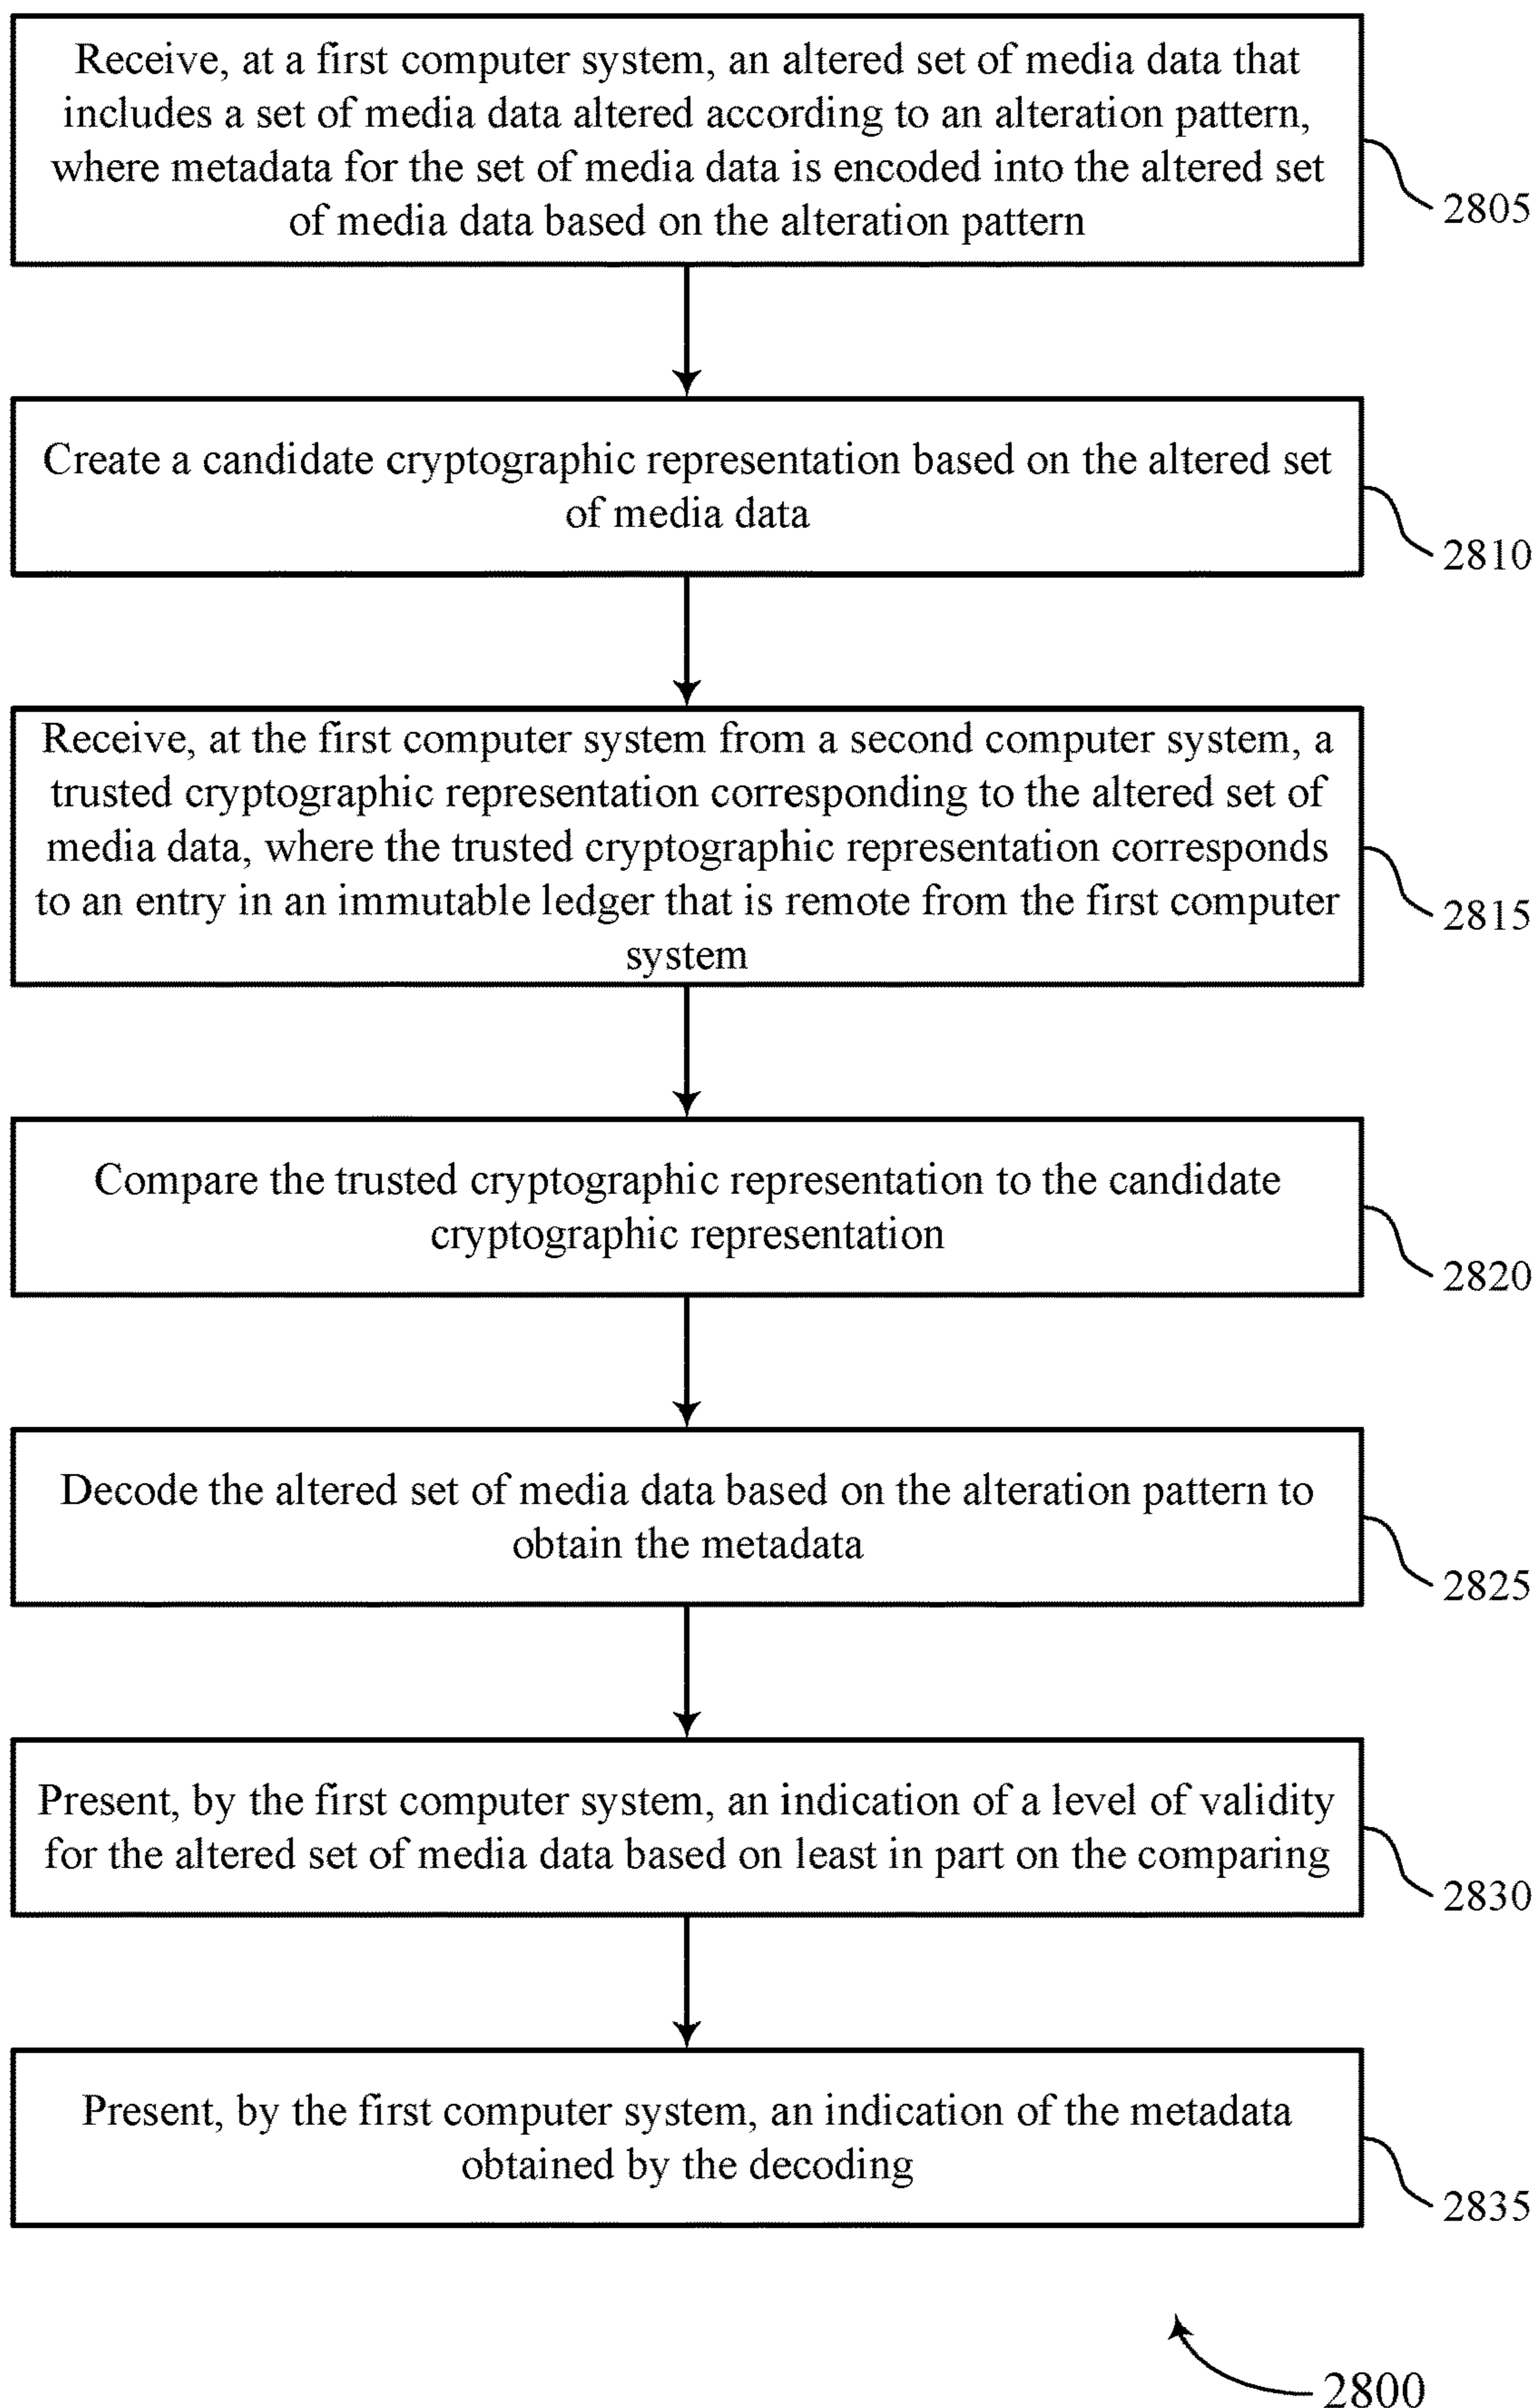 Receive, at a first computer system, an altered set of media data that
includes a set of media data altered according to an alteration pattern,
where metadata for the set of media data is encoded into the altered set
of media data based on the alteration pattern
2805
Create a candidate cryptographic representation based on the altered set
of media data
2810
Receive, at the first computer system from a second computer system, a
trusted cryptographic representation corresponding to the altered set of
media data, where the trusted cryptographic representation corresponds
to an entry in an immutable ledger that is remote from the first computer
system
2815
Compare the trusted cryptographic representation to the candidate
cryptographic representation
2820
Decode the altered set of media data based on the alteration pattern to
obtain the metadata
2825
Present, by the first computer system, an indication of a level of validity
for the altered set of media data based on least in part on the comparing
2830
Present, by the first computer system, an indication of the metadata
obtained by the decoding
2835
2800